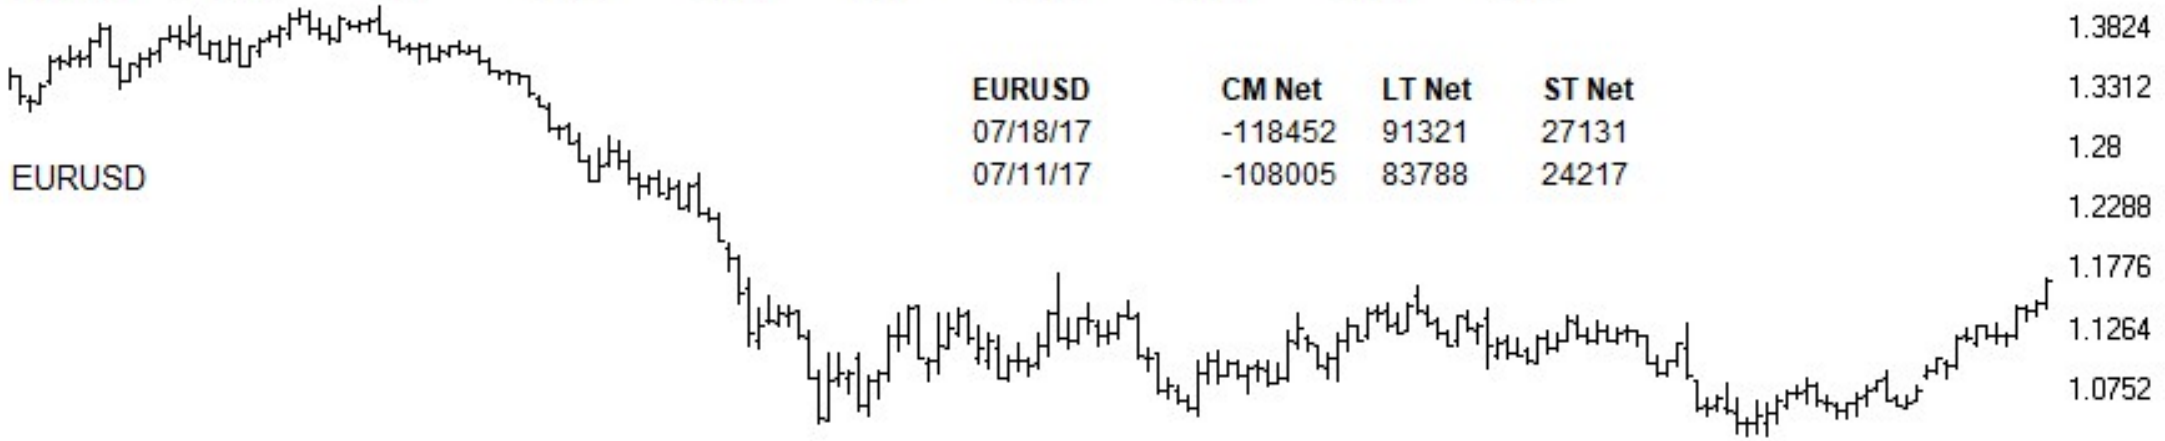 1.3824
EURUSD CM Net LT Net ST Net
1.3312
07/18/17 -118452 91321 27131
1.28
EURUSD
07/11/17 -108005 83788 24217
1.2288
1.1776
1.1264
1.0752